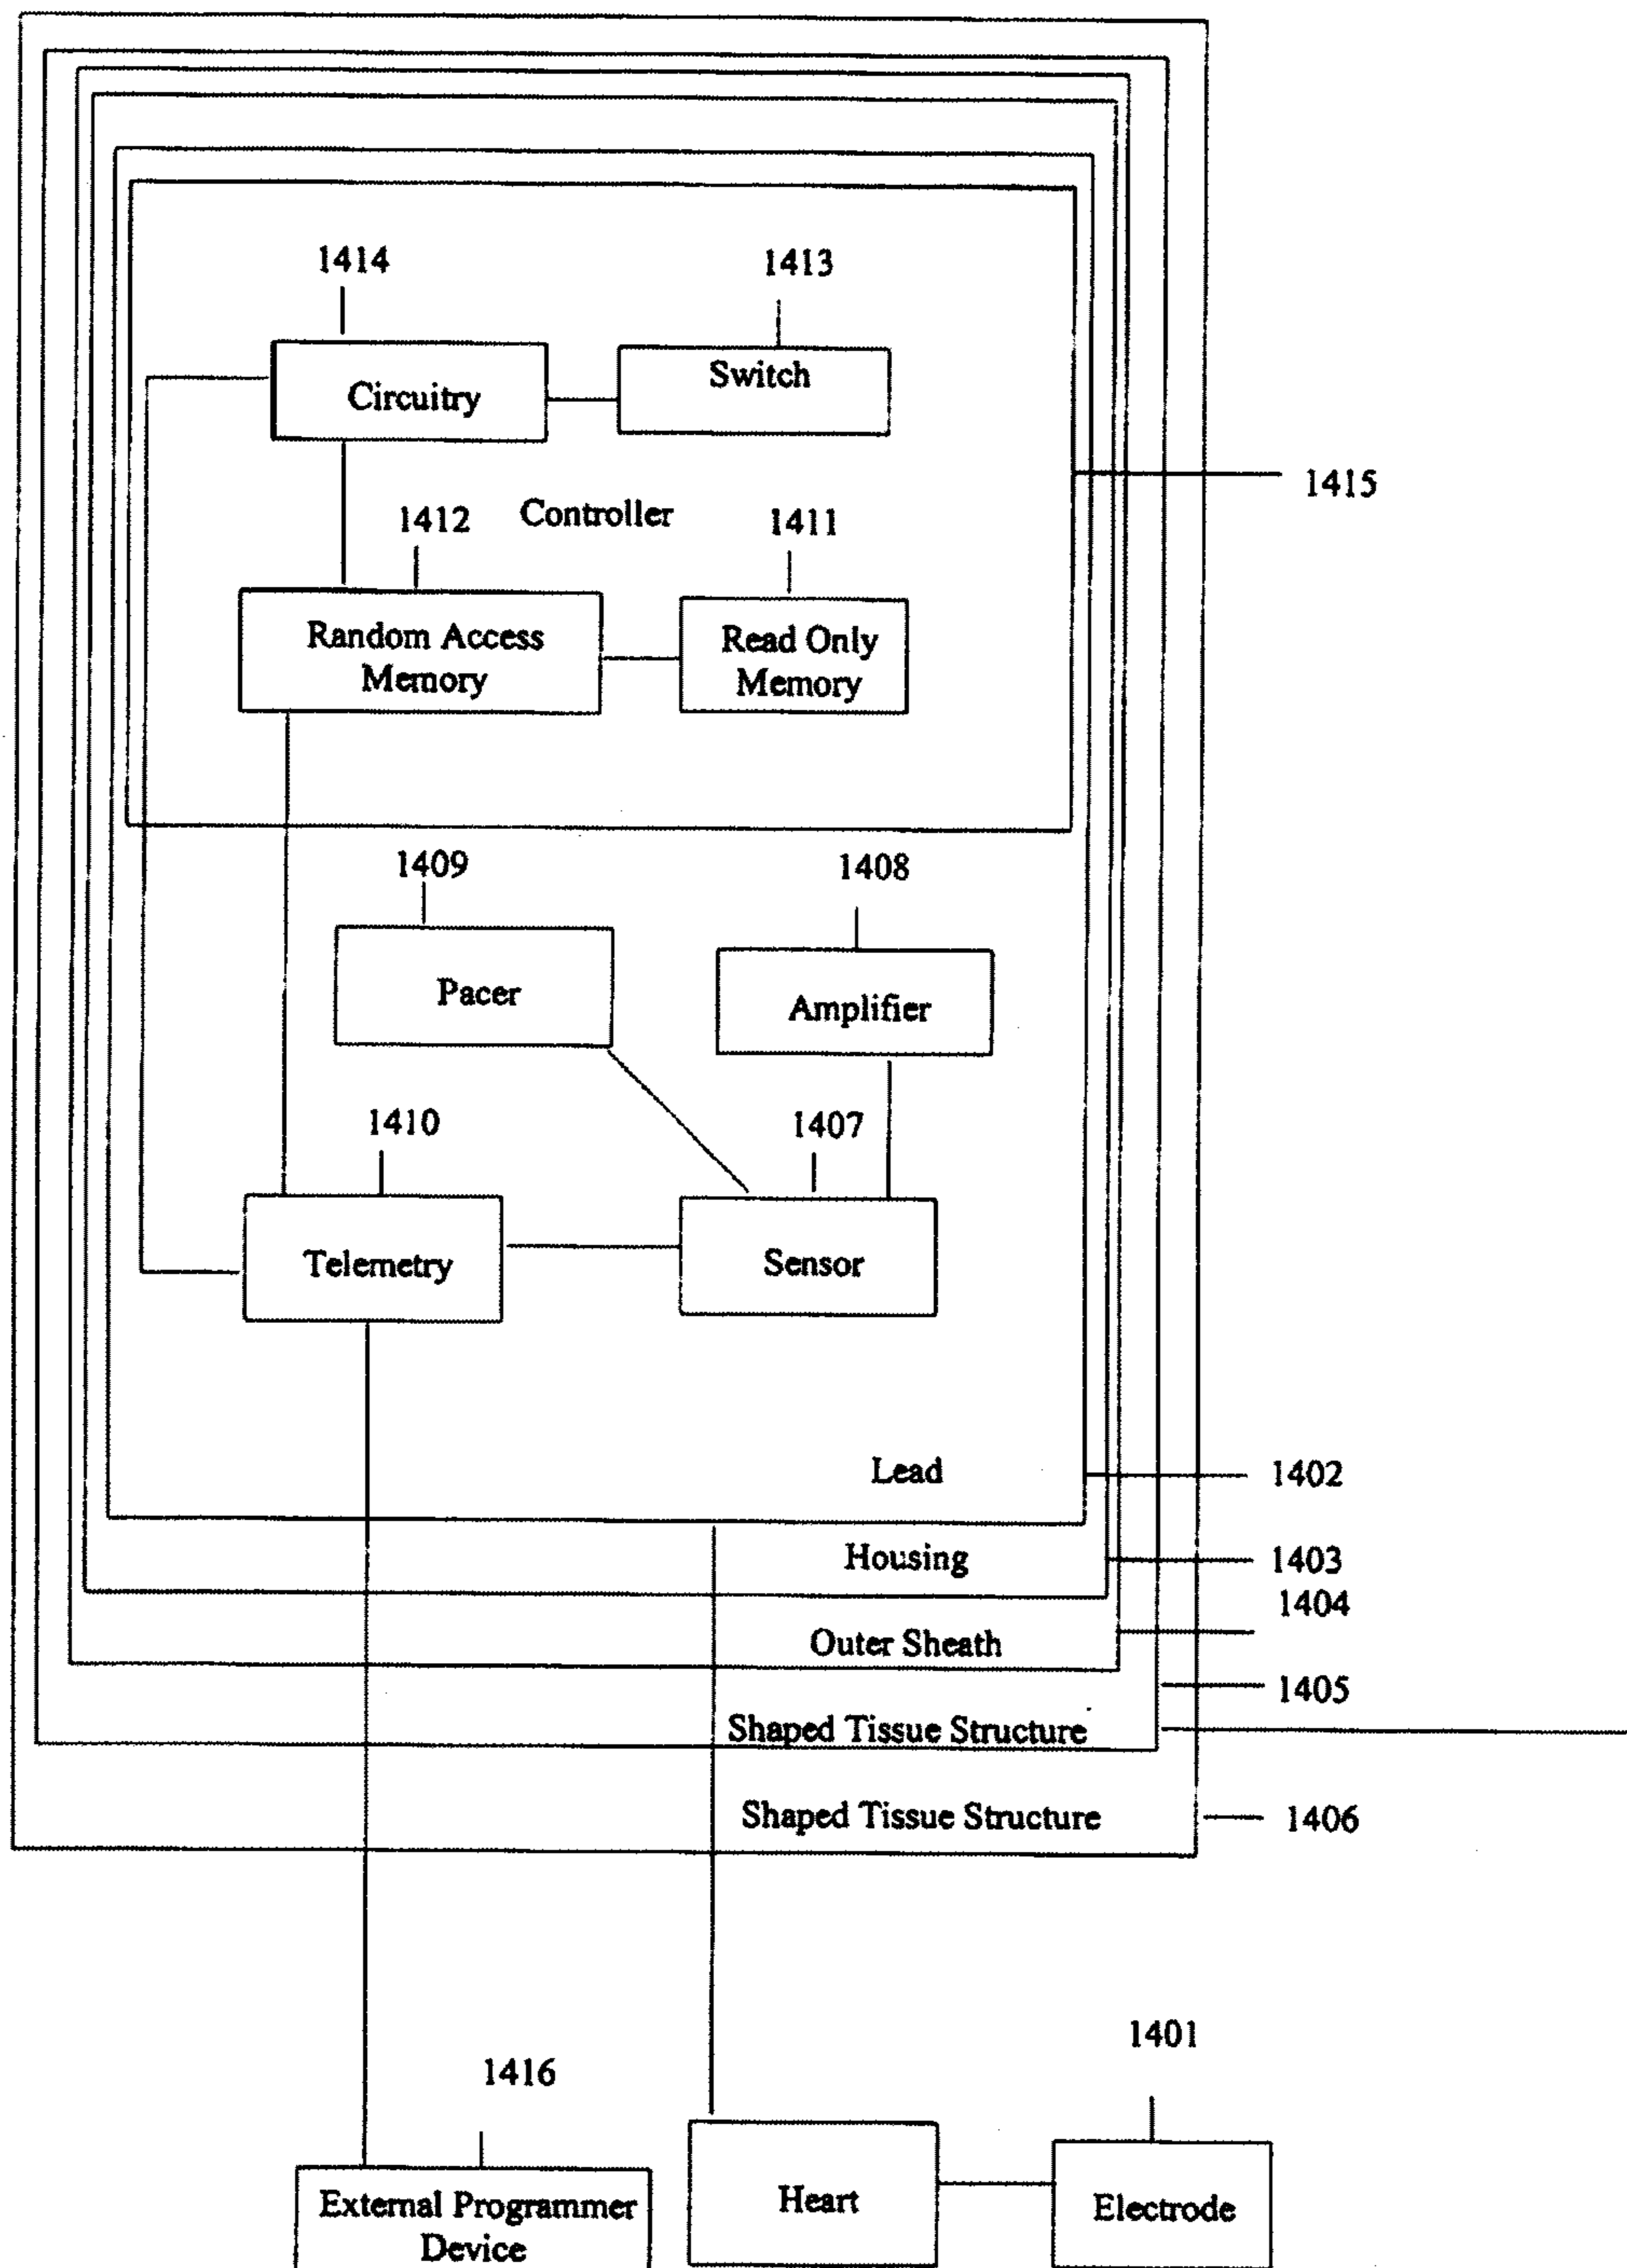 1414
1413
Circuitry
Switch
1415
1412
Controller
1411
Random Access
Memory
Read Only
Memory
1409
1408
Pacer
Amplifier
1410
1407
Telemetry
Sensor
Lead
1402
Housing
1403
1404
Outer Sheath
1405
Shaped Tissue Structure
Shaped Tissue Structure
1406
1401
1416
External Programmer
Device
Heart
Electrode